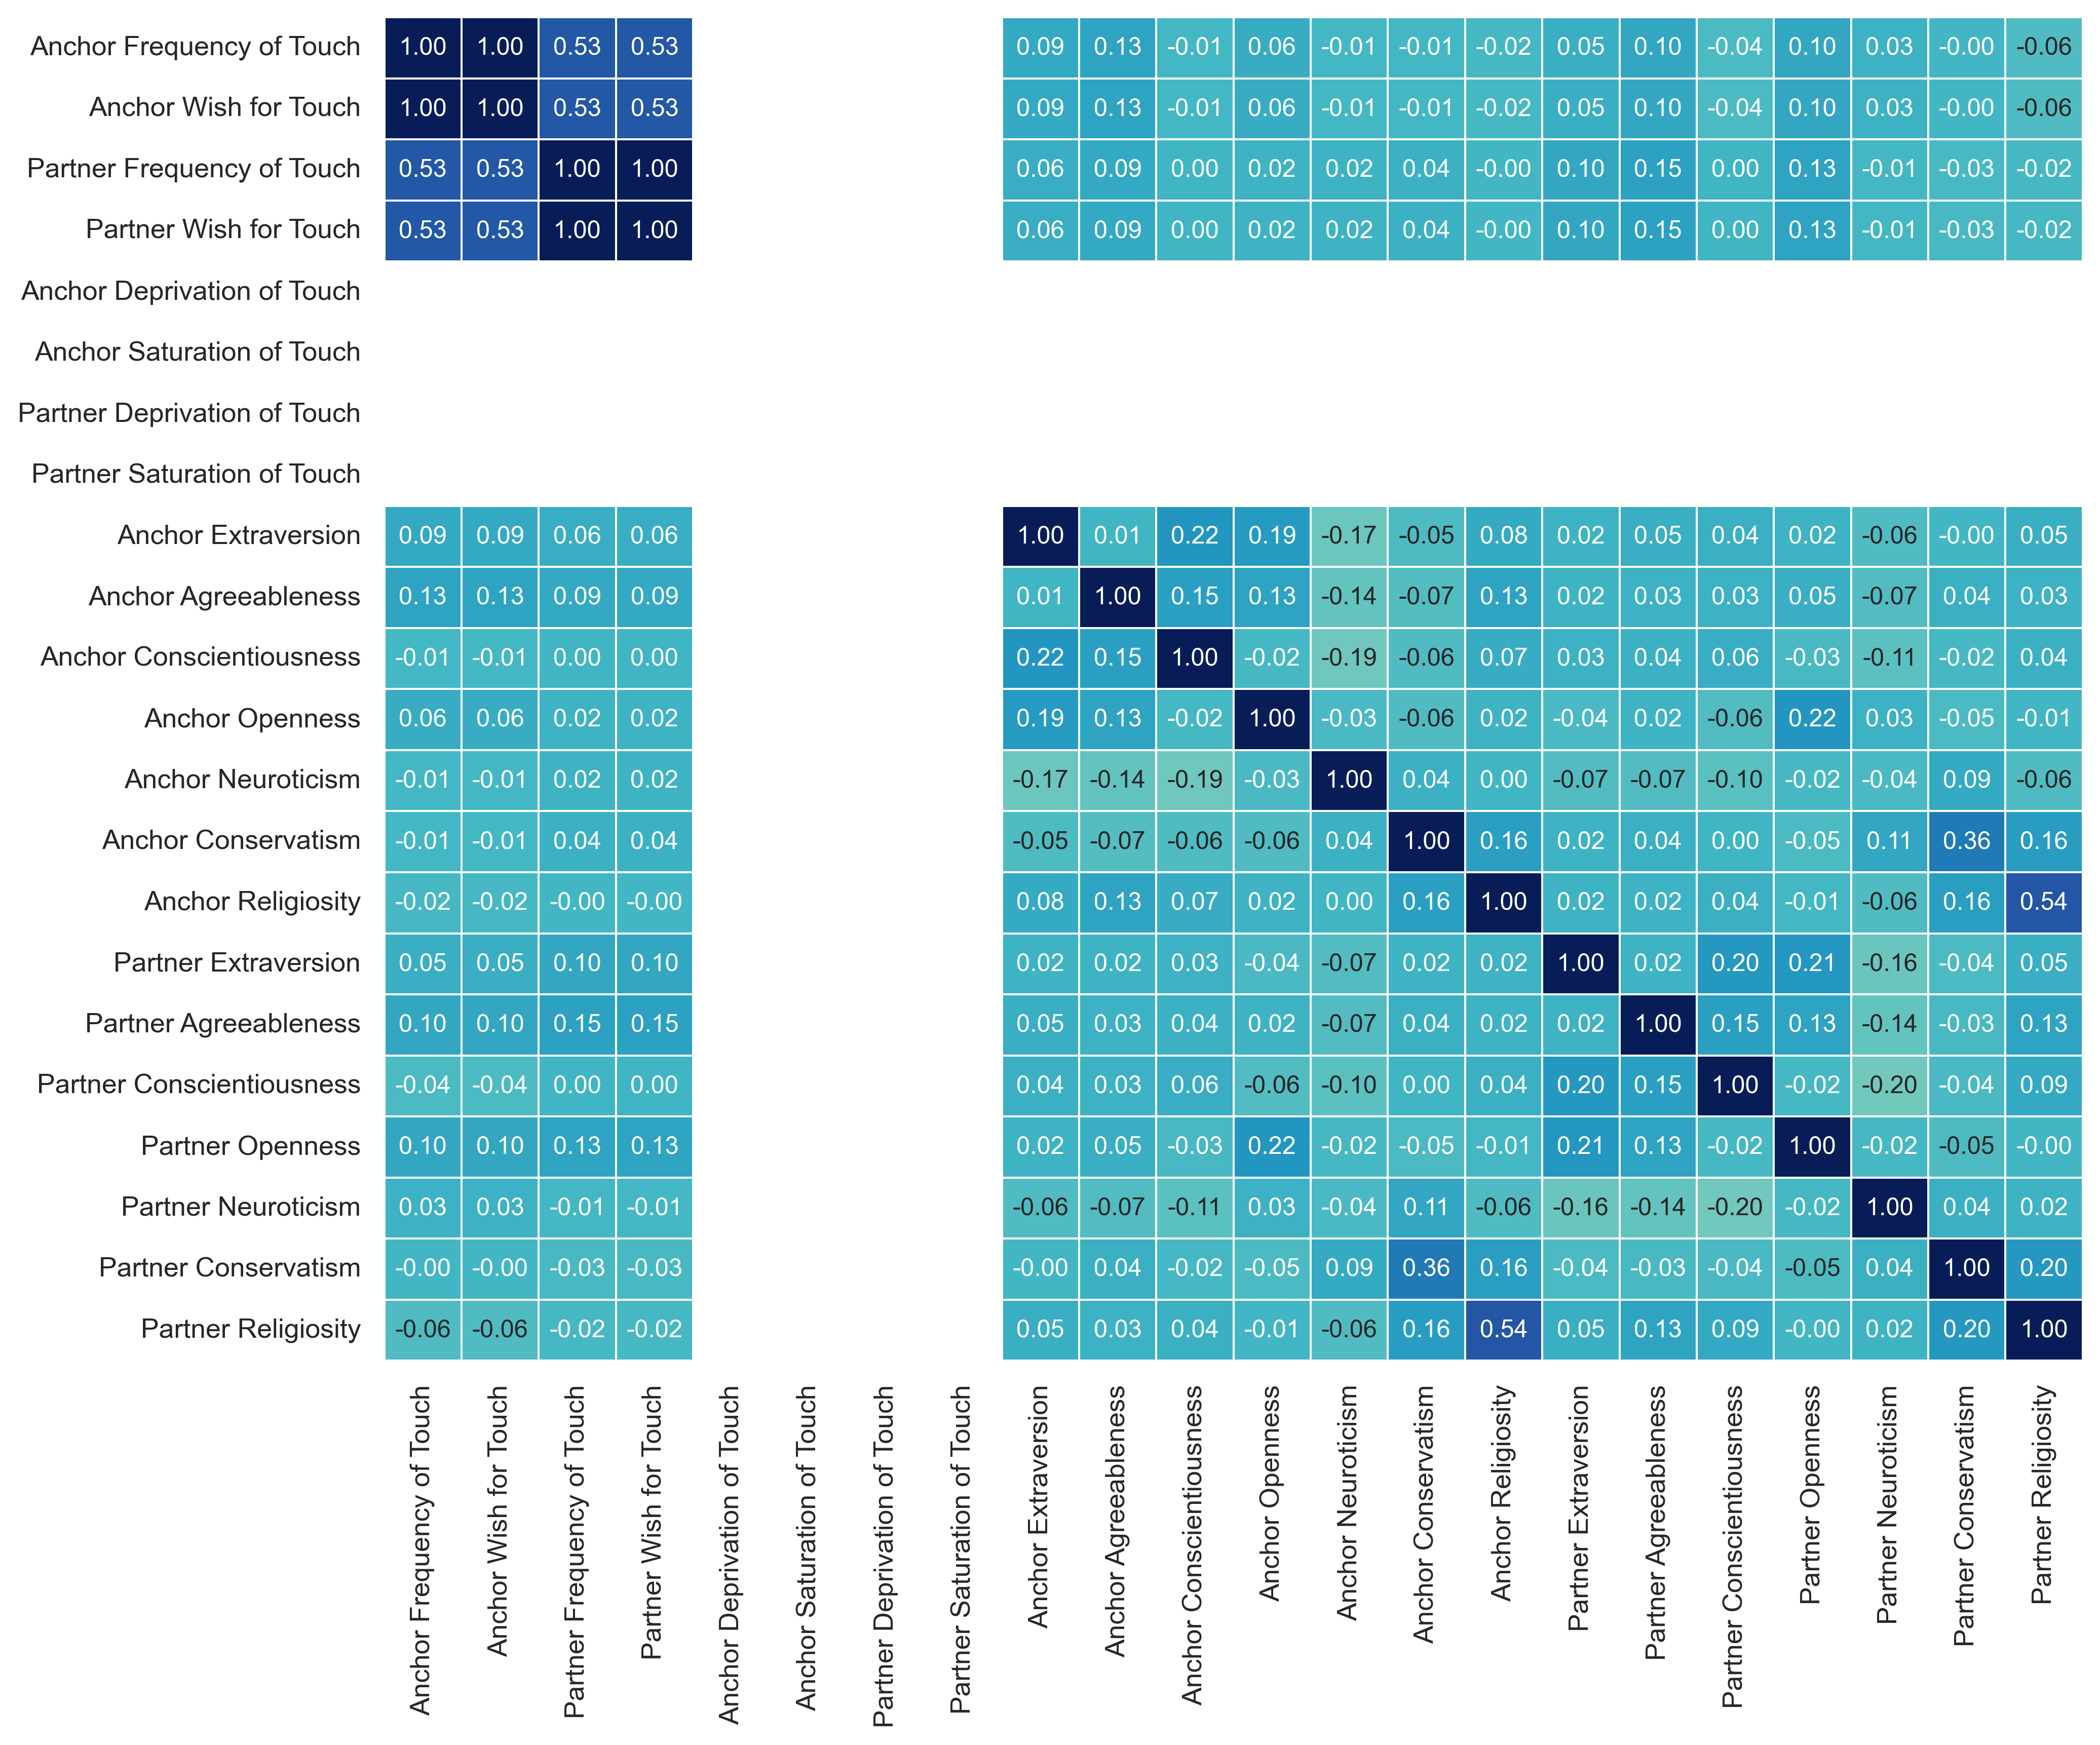 Anchor Frequency of Touch 1.00 1.00 0.53 0.53 0.09 0.13 -0.01 0.06 -0.01 -0.01 -0.02 0.05 0.10 -0.04 0.10 0.03 -0.00 -0.06
Anchor Wish for Touch 1.00 1.00 0.53 0.53 0.09 0.13 -0.01 0.06 -0.01 -0.01 -0.02 0.05 0.10 -0.04 0.10 0.03 -0.00 -0.06
Partner Frequency of Touch 0.53 0.53 1.00 1.00 0.06 0.09 0.00 0.02 0.02 0.04 -0.00 0.10 0.15 0.00 0.13 -0.01 -0.03 -0.02
Partner Wish for Touch 0.53 0.53 1.00 1.00 0.06 0.09 0.00 0.02 0.02 0.04 -0.00 0.10 0.15 0.00 0.13 -0.01 -0.03 -0.02
Anchor Deprivation of Touch
Anchor Saturation of Touch
Partner Deprivation of Touch
Partner Saturation of Touch
Anchor Extraversion 0.09 0.09 0.06 0.06 1.00 0.01 0.22 0.19 -0.17 -0.05 0.08 0.02 0.05 0.04 0.02 -0.06 -0.00 0.05
Anchor Agreeableness 0.13 0.13 0.09 0.09 0.01 1.00 0.15 0.13 -0.14 -0.07 0.13 0.02 0.03 0.03 0.05 -0.07 0.04 0.03
Anchor Conscientiousness -0.01 -0.01 0.00 0.00 0.22 0.15 1.00 -0.02 -0.19 -0.06 0.07 0.03 0.04 0.06 -0.03 -0.11 -0.02 0.04
Anchor Openness 0.06 0.06 0.02 0.02 0.19 0.13 -0.02 1.00 -0.03 -0.06 0.02 -0.04 0.02 -0.06 0.22 0.03 -0.05 -0.01
Anchor Neuroticism -0.01 -0.01 0.02 0.02 -0.17 -0.14 -0.19 -0.03 1.00 0.04 0.00 -0.07 -0.07 -0.10 -0.02 -0.04 0.09 -0.06
Anchor Conservatism -0.01 -0.01 0.04 0.04 -0.05 -0.07 -0.06 -0.06 0.04 1.00 0.16 0.02 0.04 0.00 -0.05 0.11 0.36 0.16
Anchor Religiosity -0.02 -0.02 -0.00 -0.00 0.08 0.13 0.07 0.02 0.00 0.16 1.00 0.02 0.02 0.04 -0.01 -0.06 0.16 0.54
Partner Extraversion 0.05 0.05 0.10 0.10 0.02 0.02 0.03 -0.04 -0.07 0.02 0.02 1.00 0.02 0.20 0.21 -0.16 -0.04 0.05
Partner Agreeableness 0.10 0.10 0.15 0.15 0.05 0.03 0.04 0.02 -0.07 0.04 0.02 0.02 1.00 0.15 0.13 -0.14 -0.03 0.13
Partner Conscientiousness -0.04 -0.04 0.00 0.00 0.04 0.03 0.06 -0.06 -0.10 0.00 0.04 0.20 0.15 1.00 -0.02 -0.20 -0.04 0.09
Partner Openness 0.10 0.10 0.13 0.13 0.02 0.05 -0.03 0.22 -0.02 -0.05 -0.01 0.21 0.13 -0.02 1.00 -0.02 -0.05 -0.00
Partner Neuroticism 0.03 0.03 -0.01 -0.01 -0.06 -0.07 -0.11 0.03 -0.04 0.11 -0.06 -0.16 -0.14 -0.20 -0.02 1.00 0.04 0.02
Partner Conservatism -0.00 -0.00 -0.03 -0.03 -0.00 0.04 -0.02 -0.05 0.09 0.36 0.16 -0.04 -0.03 -0.04 -0.05 0.04 1.00 0.20
Partner Religiosity -0.06 -0.06 -0.02 -0.02 0.05 0.03 0.04 -0.01 -0.06 0.16 0.54 0.05 0.13 0.09 -0.00 0.02 0.20 1.00
Anchor Frequency of Touch
Anchor Wish for Touch
Partner Frequency of Touch
Partner Wish for Touch
Anchor Deprivation of Touch
Anchor Saturation of Touch
Partner Deprivation of Touch
Partner Saturation of Touch
Anchor Extraversion
Anchor Agreeableness
Anchor Conscientiousness
Anchor Openness
Anchor Neuroticism
Anchor Conservatism
Anchor Religiosity
Partner Extraversion
Partner Agreeableness
Partner Conscientiousness
Partner Openness
Partner Neuroticism
Partner Conservatism
Partner Religiosity